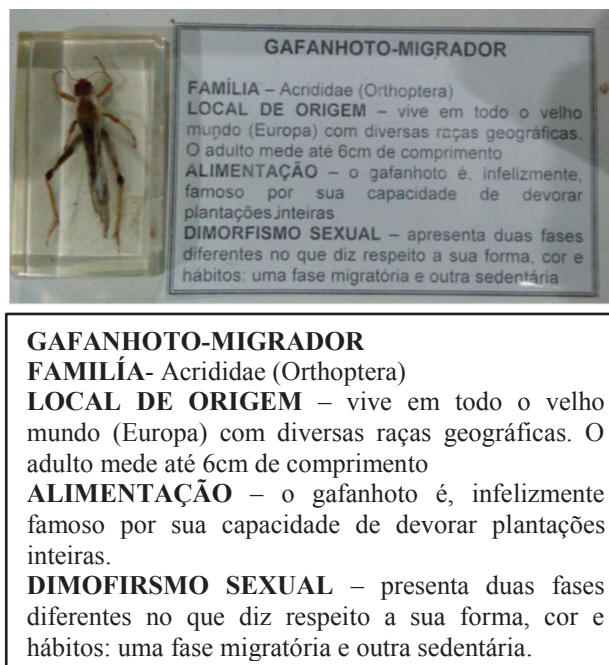 GAFANHOTO-MIGRADOR
FAMÍLIA – Acrididae (Orthoptera)
LOCAL DE ORIGEM – vive em todo o velho
mundo (Europa) com diversas raças geográficas.
O adulto mede até 6cm de comprimento
ALIMENTAÇÃO – o gafanhoto é, infelizmente,
famoso por sua capacidade de devorar
plantações inteiras
DIMORFISMO SEXUAL – apresenta duas fases
diferentes no que diz respeito a sua forma, cor e
hábitos: uma fase migratória e outra sedentária
GAFANHOTO-MIGRADOR
FAMILÍA- Acrididae (Orthoptera)
LOCAL DE ORIGEM – vive em todo o velho
mundo (Europa) com diversas raças geográficas. O
adulto mede até 6cm de comprimento
ALIMENTAÇÃO – o gafanhoto é, infelizmente
famoso por sua capacidade de devorar plantações
inteiras.
DIMOFIRSMO SEXUAL – presenta duas fases
diferentes no que diz respeito a sua forma, cor e
hábitos: uma fase migratória e outra sedentária.